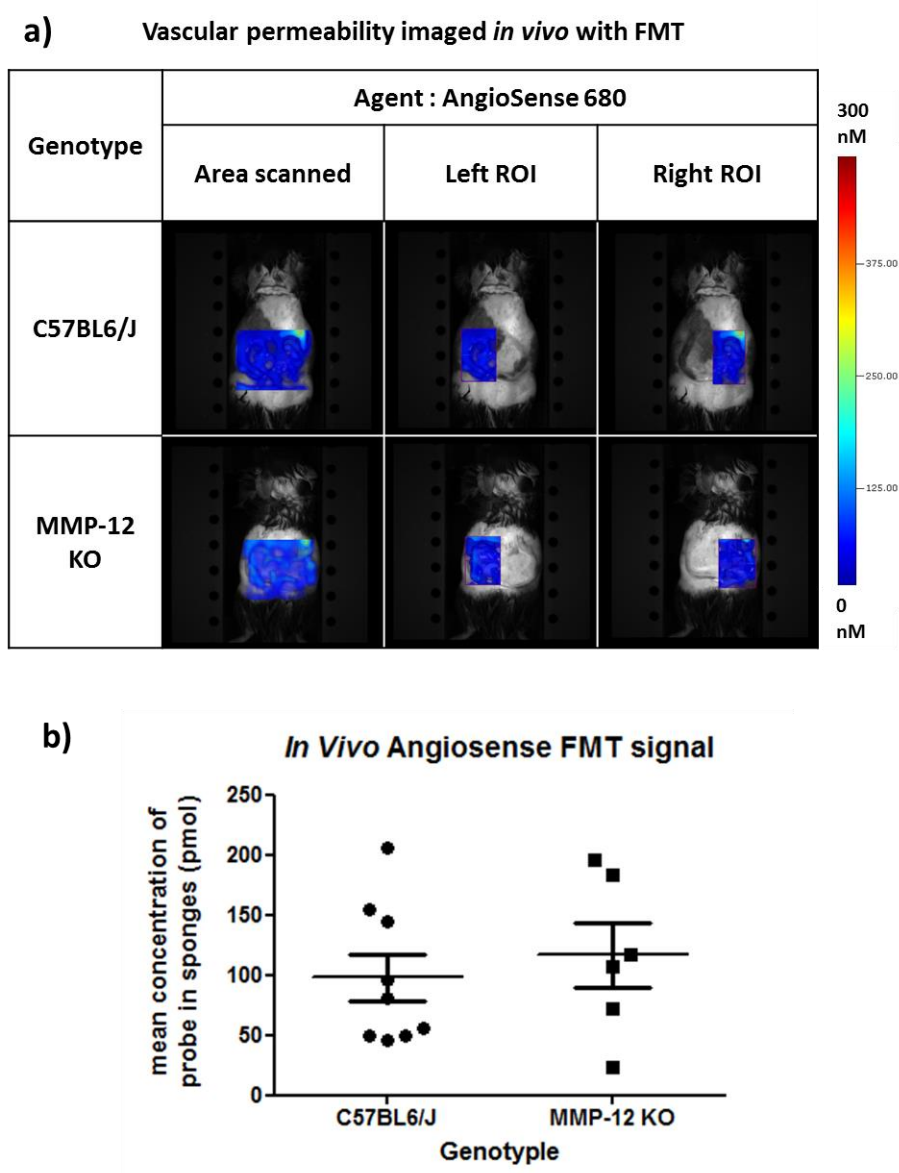 a)
Vascular permeability imaged in vivo with FMT
Genotype
Agent : AngioSense 680
Area scanned
Left ROI
Right ROI
300
nM
375.00
250.00
125.00
0
nM
C57BL6/J
MMP-12
KO
b)
In Vivo Angiosense FMT signal
mean concentration of
probe in sponges (pmol)
250
200
150
100
50
0
C57BL6/J
MMP-12 KO
Genotyple